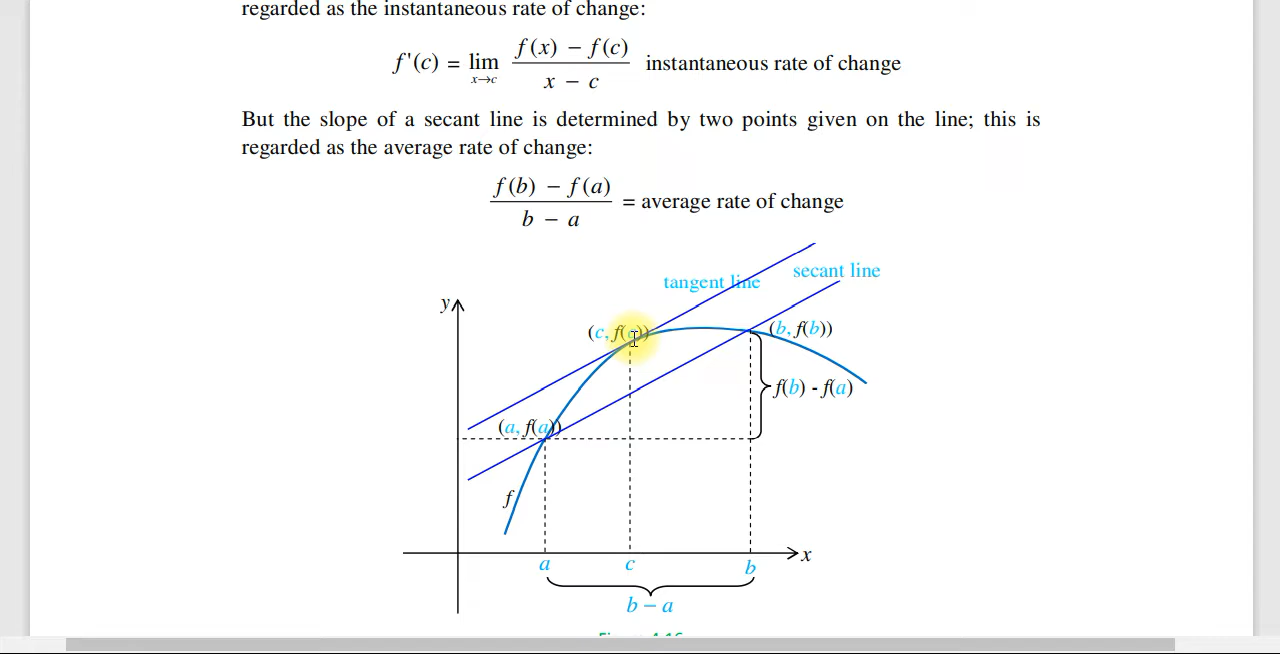 regarded as the instantaneous rate of change:
f'(c) = lim x→c f(x) − f(c) / x − c instantaneous rate of change
But the slope of a secant line is determined by two points given on the line; this is
regarded as the average rate of change:
f(b) − f(a) / b − a = average rate of change
secant line
tangent line
y
(c, f(c))
(b, f(b))
f(b) - f(a)
(a, f(a))
f
x
a c b
b − a